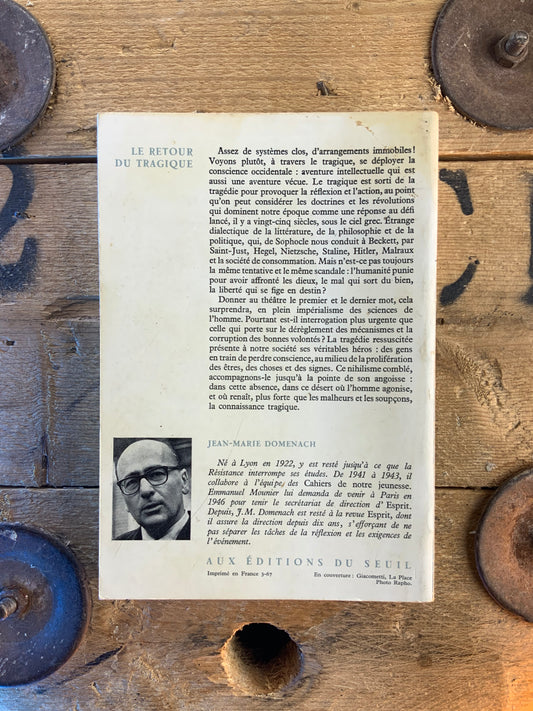 LE RETOUR
DU TRAGIQUE
Assez de systèmes clos, d'arrangements immobiles !
Voyons plutôt, à travers le tragique, se déployer la
conscience occidentale : aventure intellectuelle qui est
aussi une aventure vécue. Le tragique est sorti de la
tragédie pour provoquer la réflexion et l'action, au point
qu'on peut considérer les doctrines et les révolutions
qui dominent notre époque comme une réponse au défi
lancé, il y a vingt-cinq siècles, sous le ciel grec. Étrange
dialectique de la littérature, de la philosophie et de la
politique, qui, de Sophocle nous conduit à Beckett, par
Saint-Just, Hegel, Nietzsche, Staline, Hitler, Malraux
et la société de consommation. Mais n'est-ce pas toujours
la même tentative et le même scandale : l'humanité punie
pour avoir affronté les dieux, le mal qui sort du bien,
la liberté qui se fige en destin ?
Donner au théâtre le premier et le dernier mot, cela
surprendra, en plein impérialisme des sciences de
l'homme. Pourtant est-il interrogation plus urgente que
celle qui porte sur le dérèglement des mécanismes et la
corruption des bonnes volontés ? La tragédie ressuscitée
présente à notre société ses véritables héros : des gens
en train de perdre conscience, au milieu de la prolifération
des êtres, des choses et des signes. Ce nihilisme comblé,
accompagnons-le jusqu'à la pointe de son angoisse :
dans cette absence, dans ce désert où l'homme agonise,
et où renaît, plus forte que les malheurs et les soupçons,
la connaissance tragique.
JEAN-MARIE DOMENACH
Né à Lyon en 1922, y est resté jusqu'à ce que la
Résistance interrompe ses études. De 1941 à 1943, il
collabore à l'équipe des Cahiers de notre jeunesse.
Emmanuel Mounier lui demanda de venir à Paris en
1946 pour tenir le secrétariat de direction d'Esprit.
Depuis, J.M. Domenach est resté à la revue Esprit, dont
il assure la direction depuis dix ans, s'efforçant de ne
pas séparer les tâches de la réflexion et les exigences de
l'événement.
AUX ÉDITIONS DU SEUIL
Imprimé en France 3-67
En couverture : Giacometti, La Place
Photo Rapho.